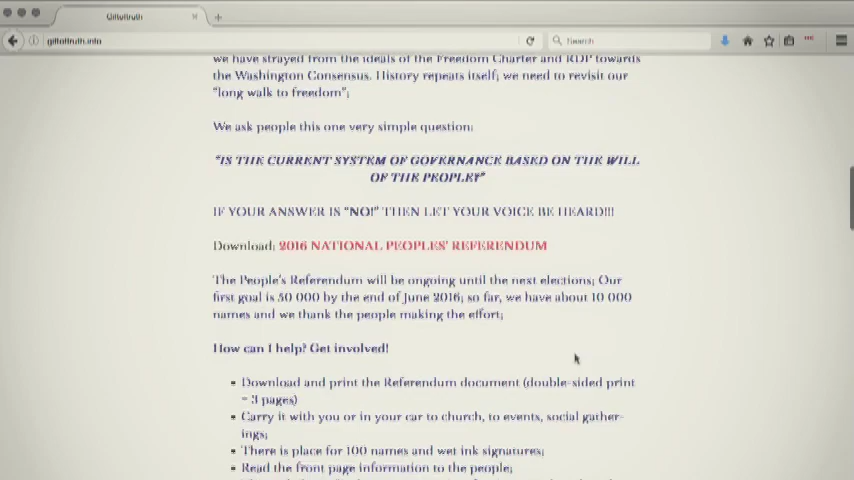 Giftoftruth
giftoftruth.info
Search
we have strayed from the ideals of the Freedom Charter and RDP towards
the Washington Consensus. History repeats itself; we need to revisit our
"long walk to freedom";
We ask people this one very simple question:
"IS THE CURRENT SYSTEM OF GOVERNANCE BASED ON THE WILL
OF THE PEOPLE?"
IF YOUR ANSWER IS "NO!" THEN LET YOUR VOICE BE HEARD!!!
Download: 2016 NATIONAL PEOPLES' REFERENDUM
The People's Referendum will be ongoing until the next elections; Our
first goal is 50 000 by the end of June 2016; so far, we have about 10 000
names and we thank the people making the effort;
How can I help? Get involved!
▪ Download and print the Referendum document (double-sided print
= 3 pages)
▪ Carry it with you or in your car to church, to events, social gather-
ings;
▪ There is place for 100 names and wet ink signatures;
▪ Read the front page information to the people;